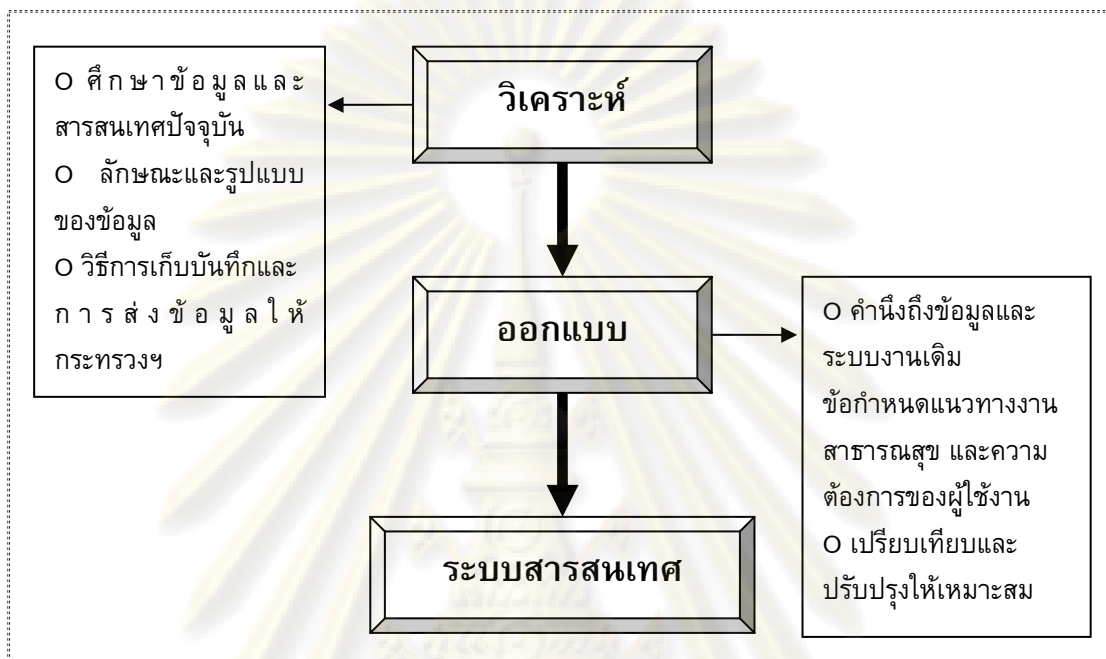 วิเคราะห์
O ศึกษาข้อมูลและ
สารสนเทศปัจจุบัน
O ลักษณะและรูปแบบ
ของข้อมูล
O วิธีการเก็บบันทึกและ
การส่งข้อมูลให้
กระทรวงฯ
ออกแบบ
O คำนึงถึงข้อมูลและ
ระบบงานเดิม
ข้อกำหนดแนวทางงาน
สาธารณสุข และความ
ต้องการของผู้ใช้งาน
O เปรียบเทียบและ
ปรับปรุงให้เหมาะสม
ระบบสารสนเทศ